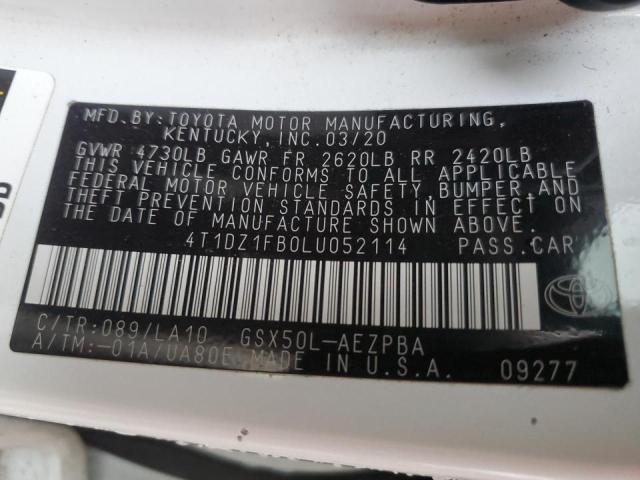 MFD.BY:TOYOTA MOTOR MANUFACTURING,
KENTUCKY, INC. 03/20
GVWR 4730LB GAWR FR 2620LB RR 2420LB
THIS VEHICLE CONFORMS TO ALL APPLICABLE
FEDERAL MOTOR VEHICLE SAFETY, BUMPER, AND
THEFT PREVENTION STANDARDS IN EFFECT ON
THE DATE OF MANUFACTURE SHOWN ABOVE.
4T1DZ1FB0LU052114 PASS.CAR
C/TR:089/LA10 GSX50L-AEZPBA
A/TM:-01A/UA80E MADE IN U.S.A.
09277